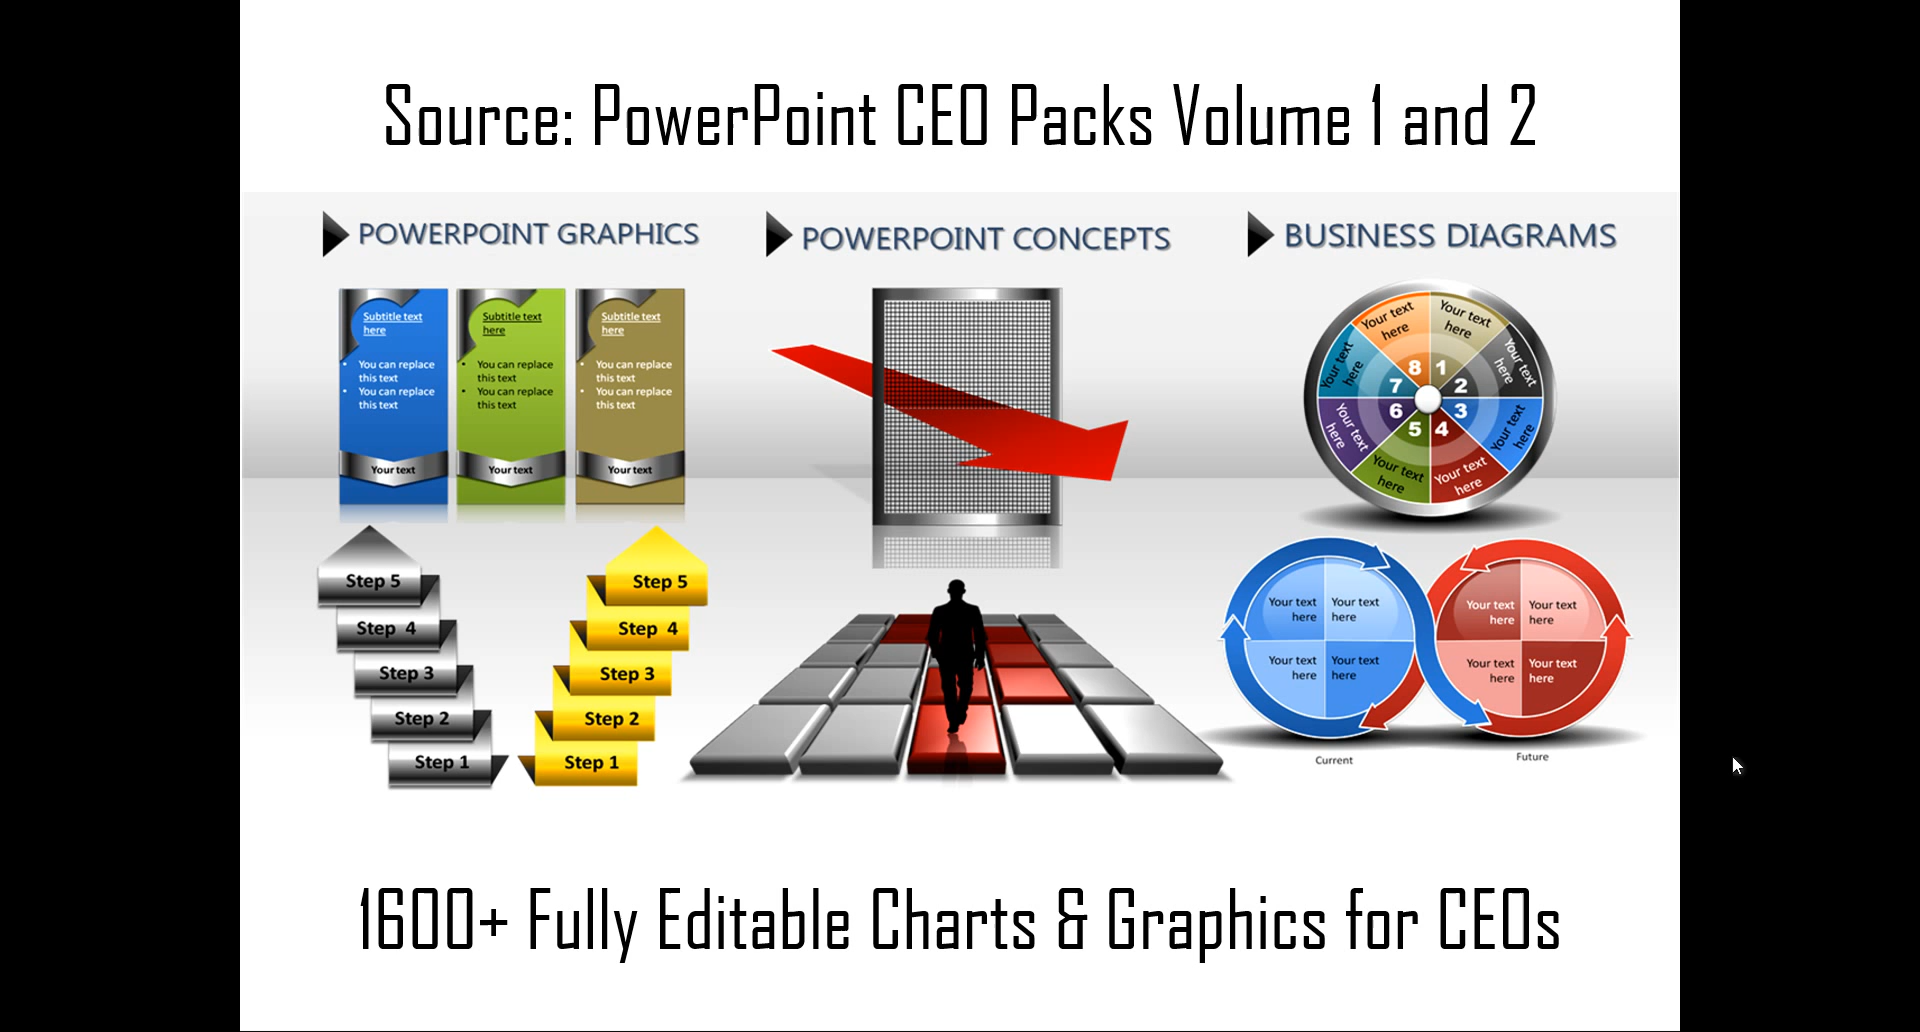 Source: PowerPoint CEO Packs Volume 1 and 2
POWERPOINT GRAPHICS
POWERPOINT CONCEPTS
BUSINESS DIAGRAMS
Subtitle text
here
• You can replace
this text
• You can replace
this text
Your text
Subtitle text
here
• You can replace
this text
• You can replace
this text
Your text
Subtitle text
here
• You can replace
this text
• You can replace
this text
Your text
Your text
here
1
Your text
here
2
Your text
here
3
Your text
here
4
Your text
here
5
Your text
here
6
Your text
here
7
Your text
here
8
Step 5
Step 4
Step 3
Step 2
Step 1
Step 5
Step 4
Step 3
Step 2
Step 1
Your text
here
Your text
here
Your text
here
Your text
here
Current
Your text
here
Your text
here
Your text
here
Your text
here
Future
1600+ Fully Editable Charts & Graphics for CEOs